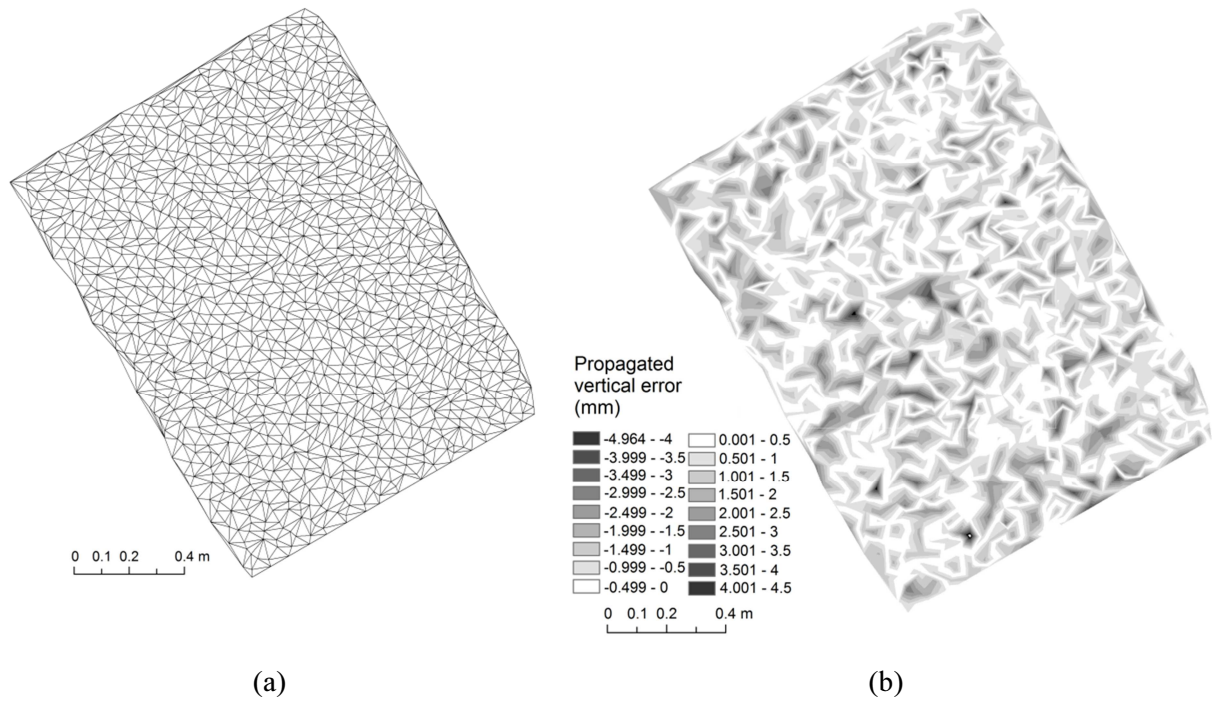 Propagated
vertical error
(mm)
-4.964 - -4 0.001 - 0.5
-3.999 - -3.5 0.501 - 1
-3.499 - -3 1.001 - 1.5
-2.999 - -2.5 1.501 - 2
-2.499 - -2 2.001 - 2.5
-1.999 - -1.5 2.501 - 3
-1.499 - -1 3.001 - 3.5
-0.999 - -0.5 3.501 - 4
-0.499 - 0 4.001 - 4.5
0 0.1 0.2 0.4 m
0 0.1 0.2 0.4 m
(a) (b)